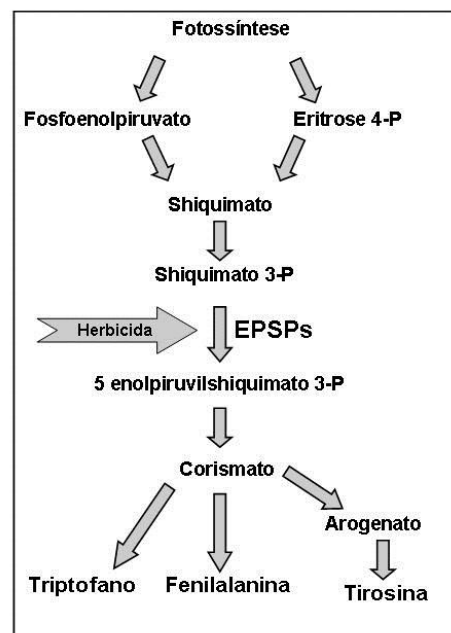 Fotossíntese
Fosfoenolpiruvato Eritrose 4-P
Shiquimato
Shiquimato 3-P
Herbicida EPSPs
5 enolpiruvilshiquimato 3-P
Corismato
Arogenato
Triptofano Fenilalanina Tirosina